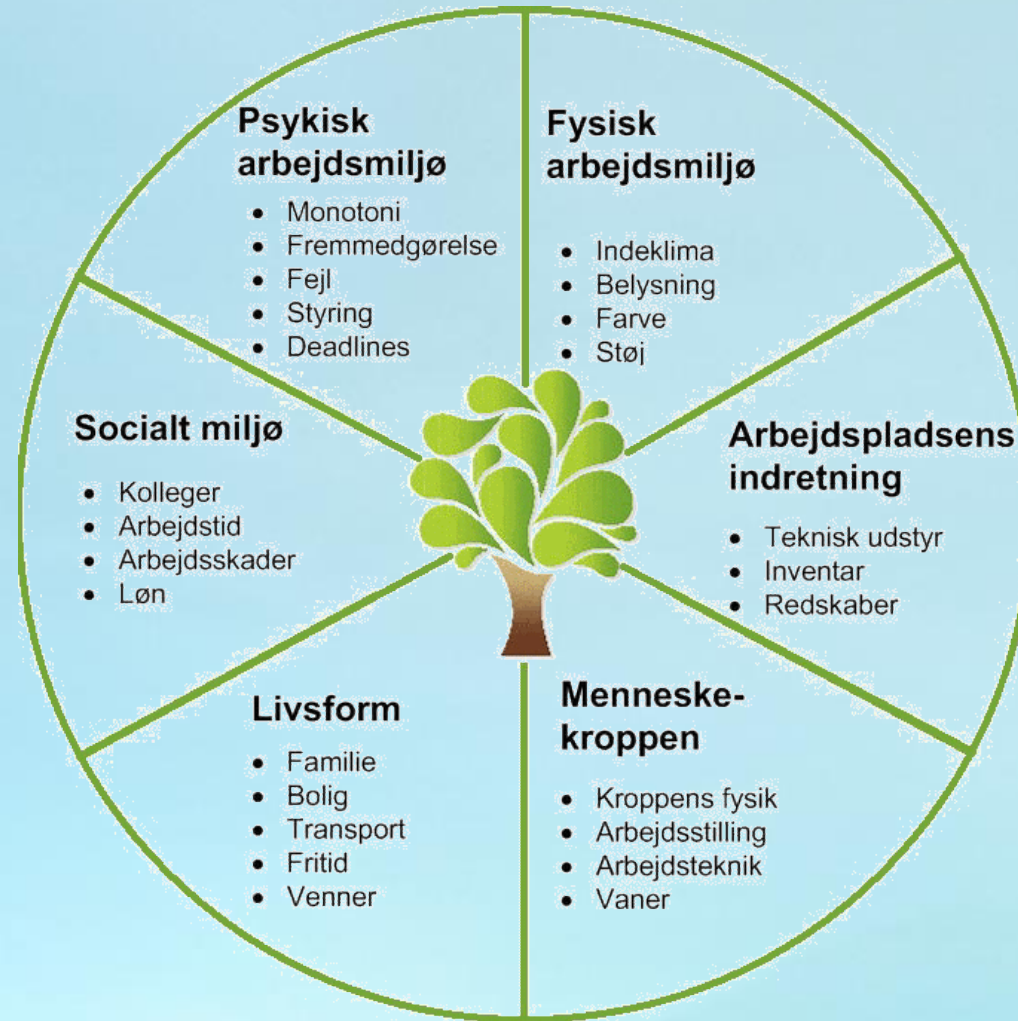 Psykisk
arbejdsmiljø
• Monotoni
• Fremmedgørelse
• Fejl
• Styring
• Deadlines
Fysisk
arbejdsmiljø
• Indeklima
• Belysning
• Farve
• Støj
Socialt miljø
• Kolleger
• Arbejdstid
• Arbejdsskader
• Løn
Arbejdspladsens
indretning
• Teknisk udstyr
• Inventar
• Redskaber
Livsform
• Familie
• Bolig
• Transport
• Fritid
• Venner
Menneske-
kroppen
• Kroppens fysik
• Arbejdsstilling
• Arbejdsteknik
• Vaner